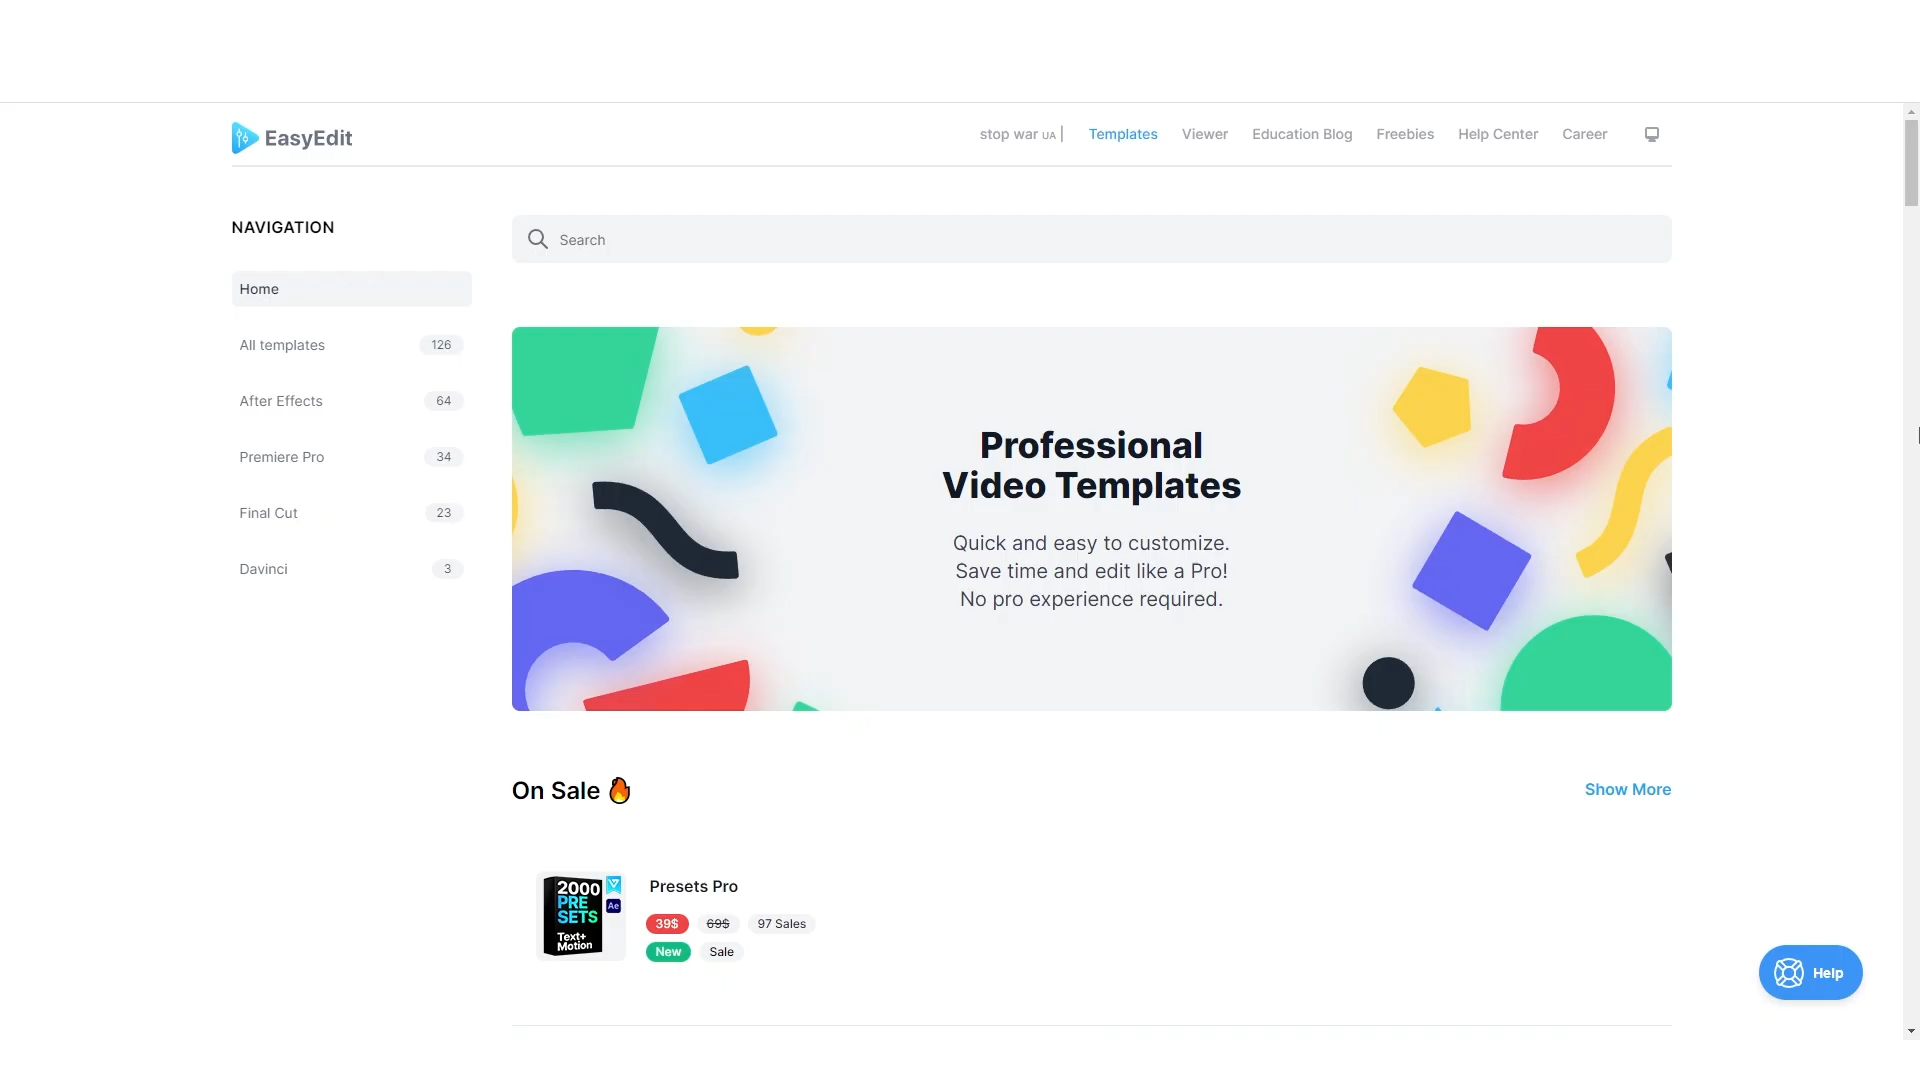 EasyEdit
stop war UA | Templates Viewer Education Blog Freebies Help Center Career
NAVIGATION
Search
Home
All templates 126
After Effects 64
Premiere Pro 34
Final Cut 23
Davinci 3
Professional
Video Templates
Quick and easy to customize.
Save time and edit like a Pro!
No pro experience required.
On Sale 🔥
Show More
2000
PRE
SETS
Text+
Motion
Ae
Presets Pro
39$ 69$ 97 Sales
New Sale
Help